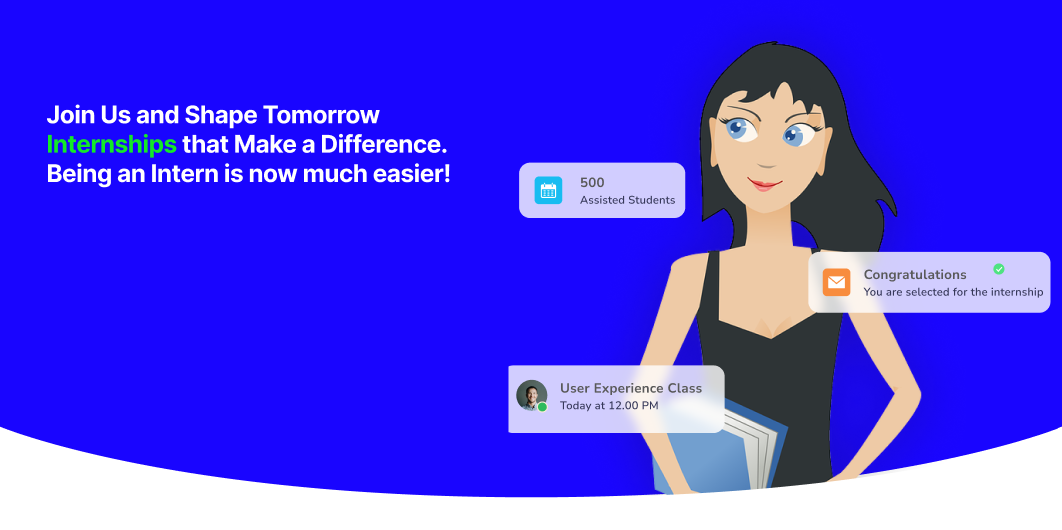 Join Us and Shape Tomorrow
Internships that Make a Difference.
Being an Intern is now much easier!
500
Assisted Students
Congratulations
You are selected for the internship
User Experience Class
Today at 12.00 PM